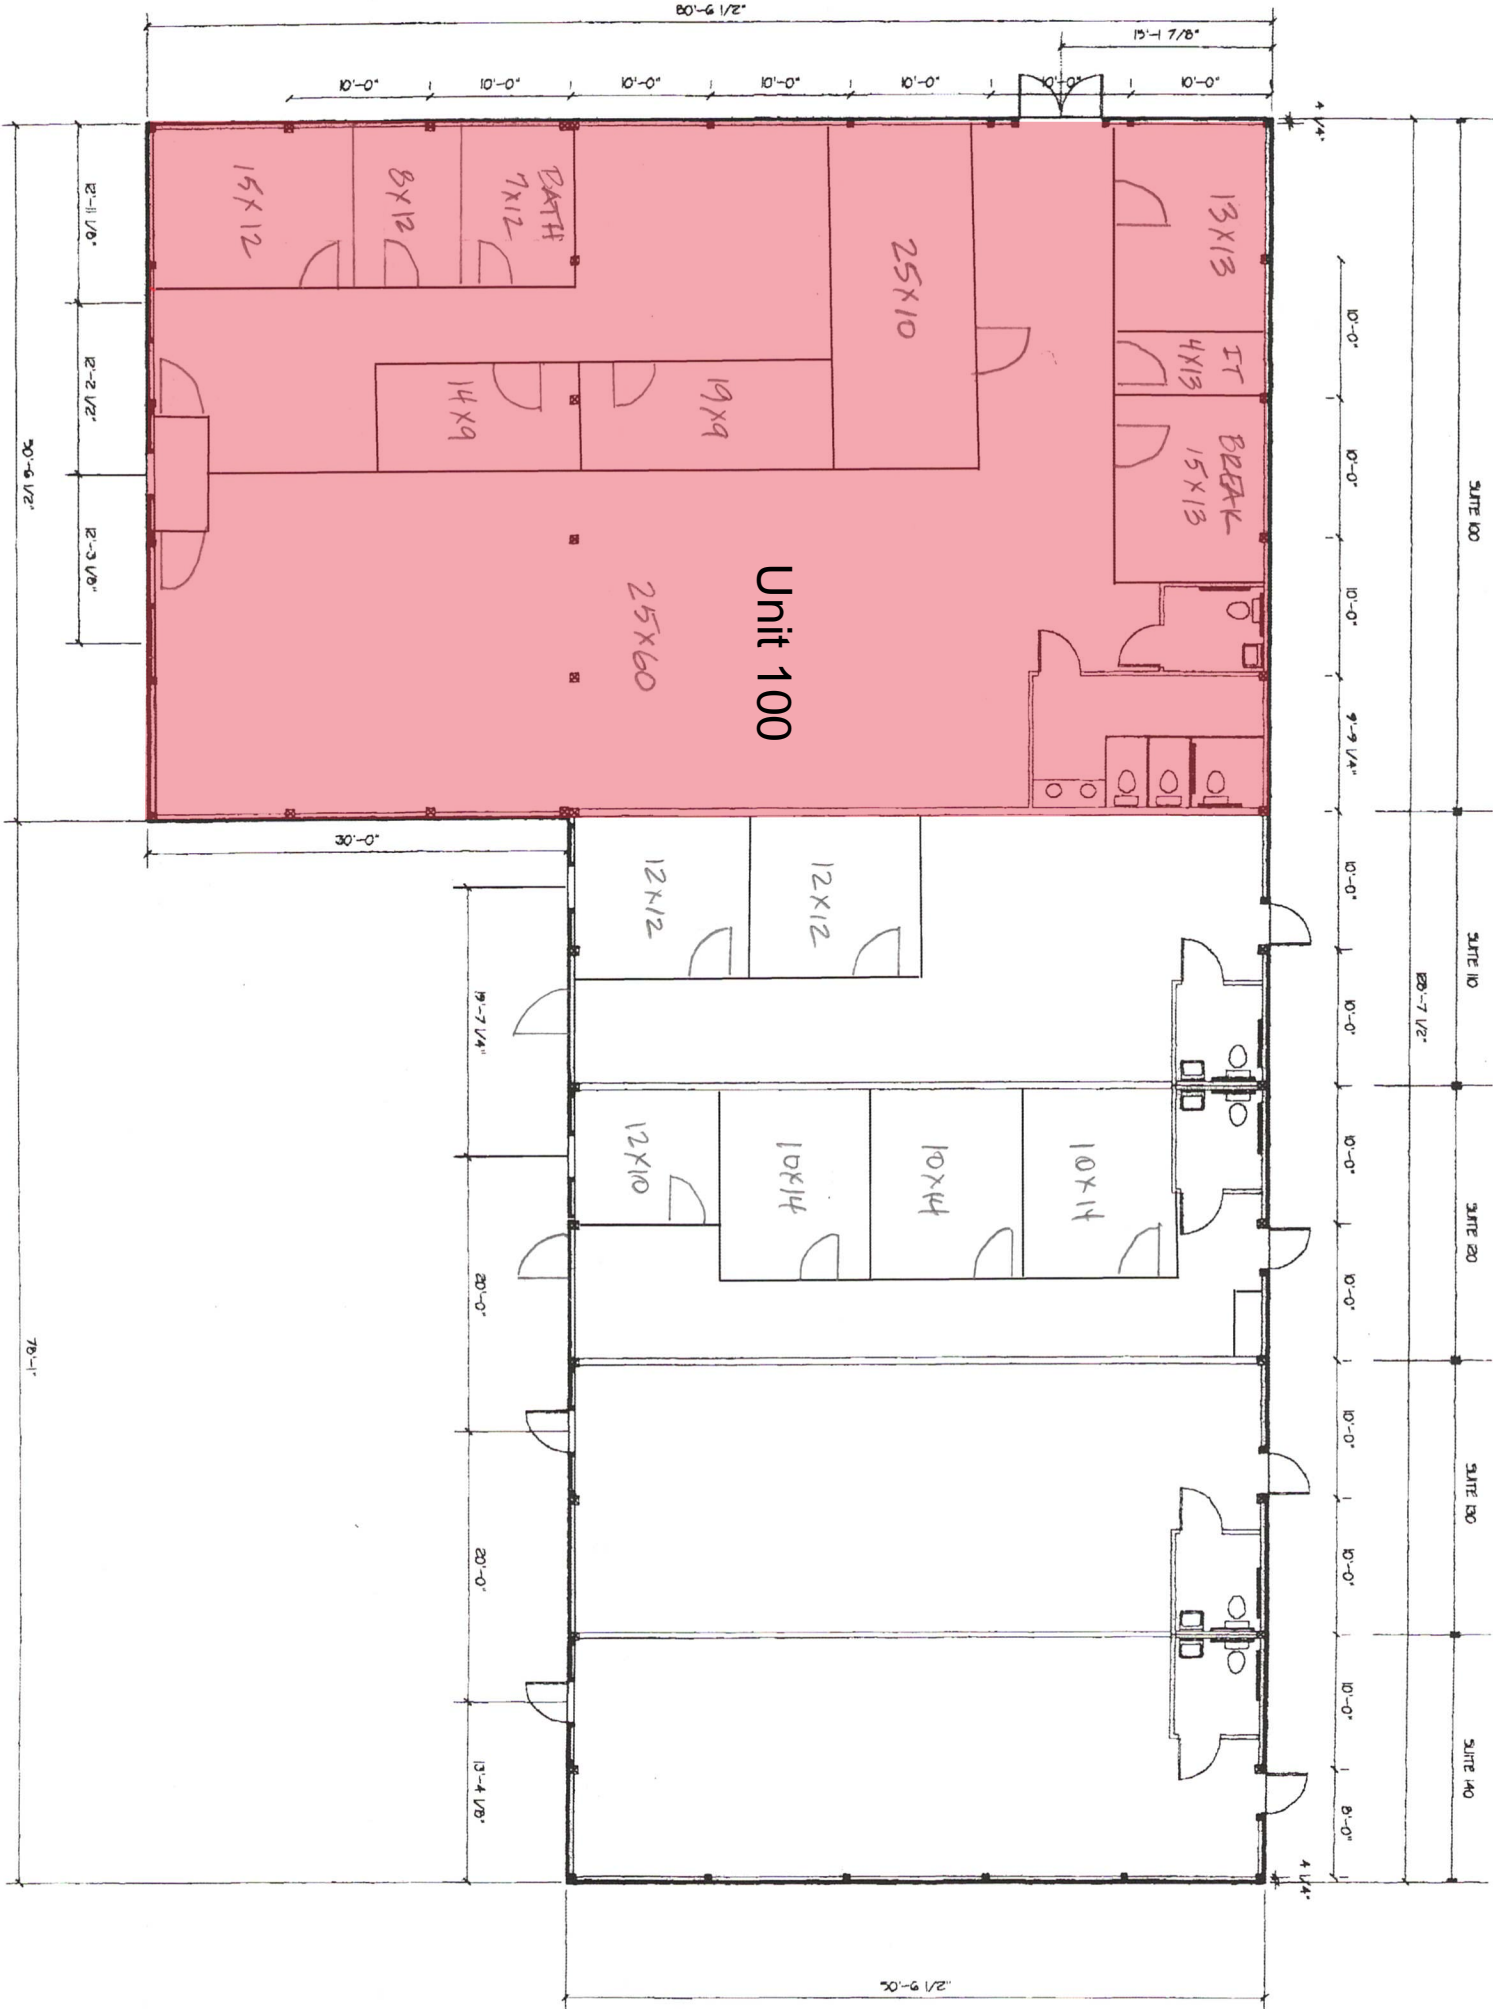 80'-6 1/2"
15'-1 7/8"
10'-0"
10'-0"
10'-0"
10'-0"
10'-0"
10'-0"
10'-0"
4 1/4"
SUITE 100
SUITE 110
SUITE 120
SUITE 130
SUITE 140
128'-7 1/2"
10'-0"
10'-0"
10'-0"
9'-9 1/4"
10'-0"
10'-0"
10'-0"
10'-0"
10'-0"
10'-0"
10'-0"
8'-0"
4 1/4"
13X13
IT
4X13
BREAK
15X13
25X10
Unit 100
25X60
19X9
14X9
BATH
7X12
8X12
15X12
12X12
12X12
10X14
10X14
10X14
12X10
12'-11 1/8"
12'-2 1/2"
12'-3 1/8"
50'-6 1/2"
30'-0"
19'-7 1/4"
20'-0"
20'-0"
13'-4 1/8"
78'-1"
50'-6 1/2"